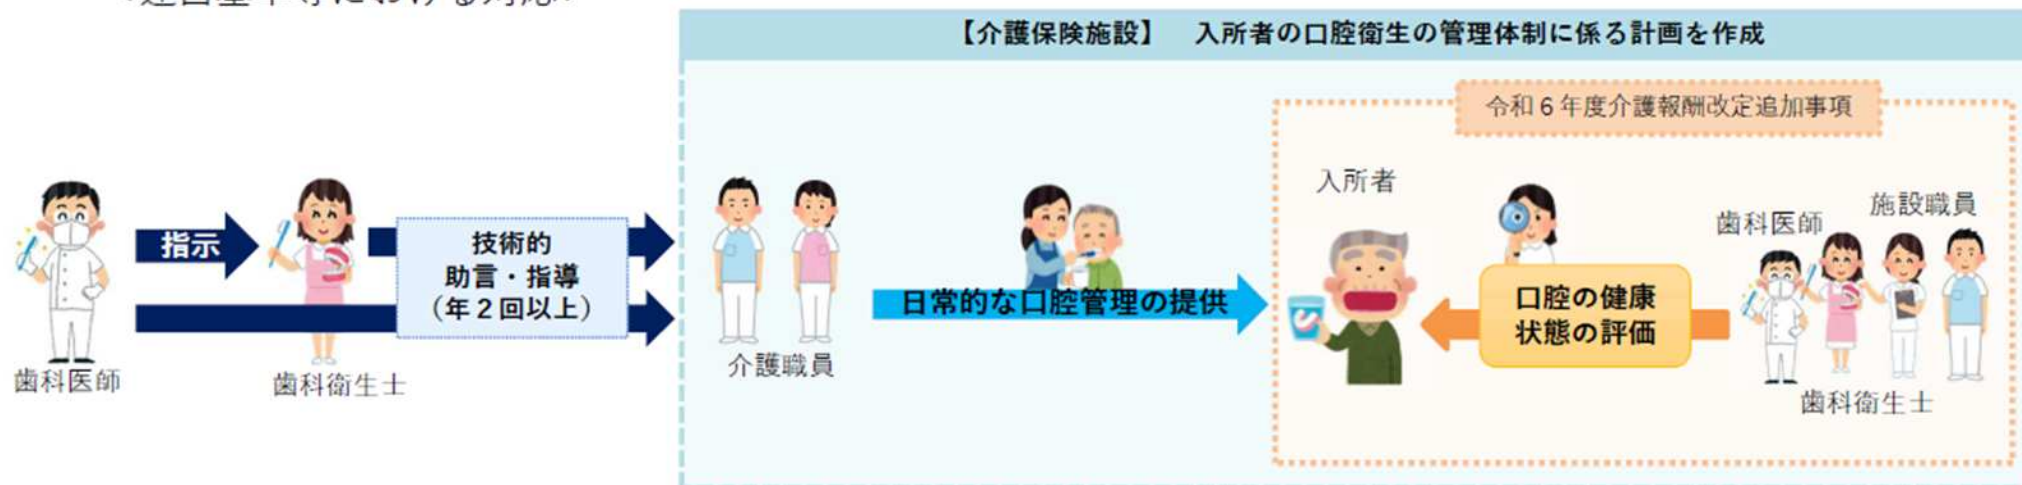 【介護保険施設】 入所者の口腔衛生の管理体制に係る計画を作成
令和６年度介護報酬改定追加事項
指示
技術的
助言・指導
（年２回以上）
歯科医師
歯科衛生士
介護職員
日常的な口腔管理の提供
入所者
口腔の健康
状態の評価
歯科医師
施設職員
歯科衛生士